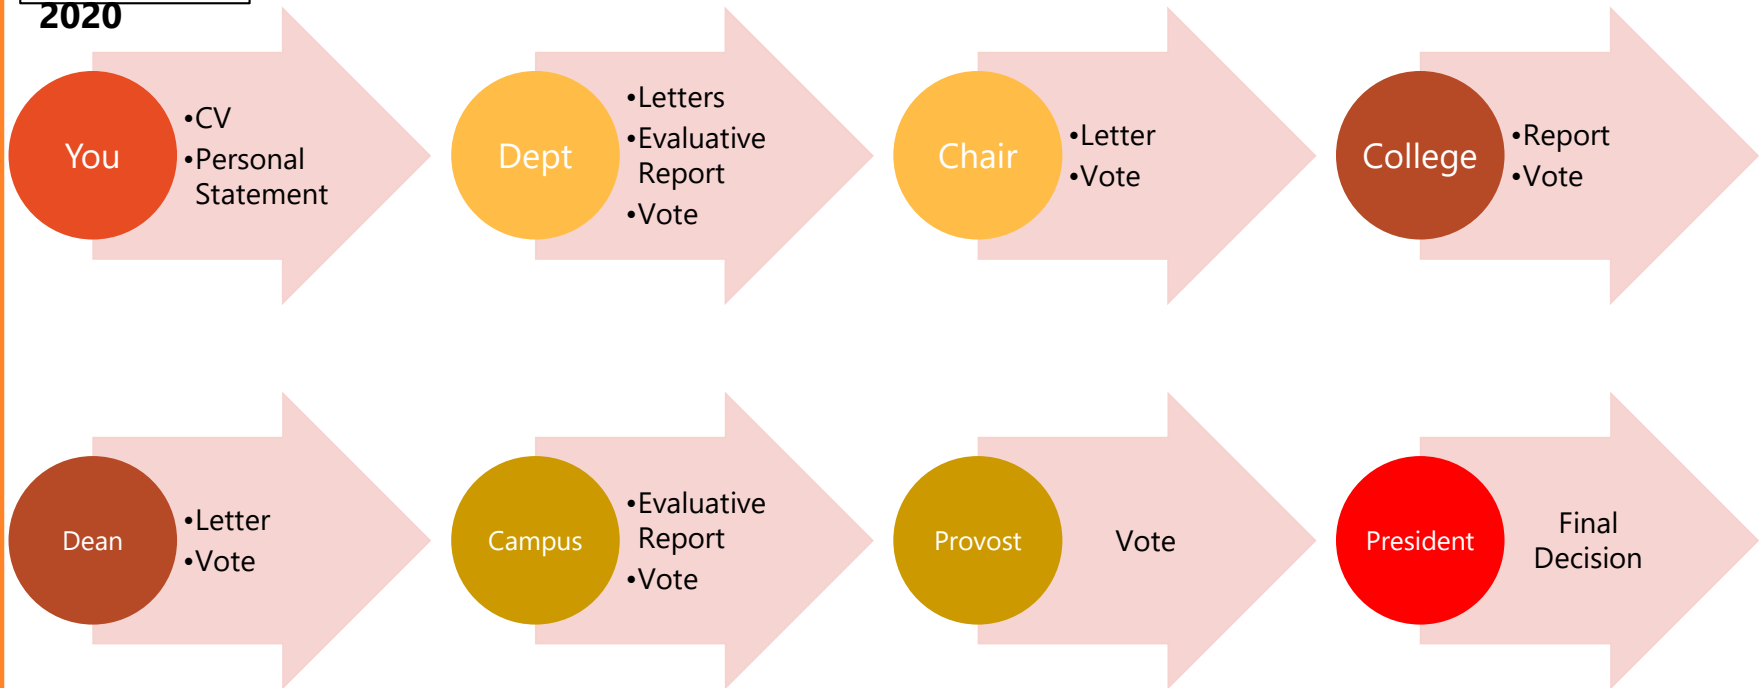 2020
You
•CV
•Personal
Statement
Dept
•Letters
•Evaluative
Report
•Vote
Chair
•Letter
•Vote
College
•Report
•Vote
Dean
•Letter
•Vote
Campus
•Evaluative
Report
•Vote
Provost
Vote
President
Final
Decision